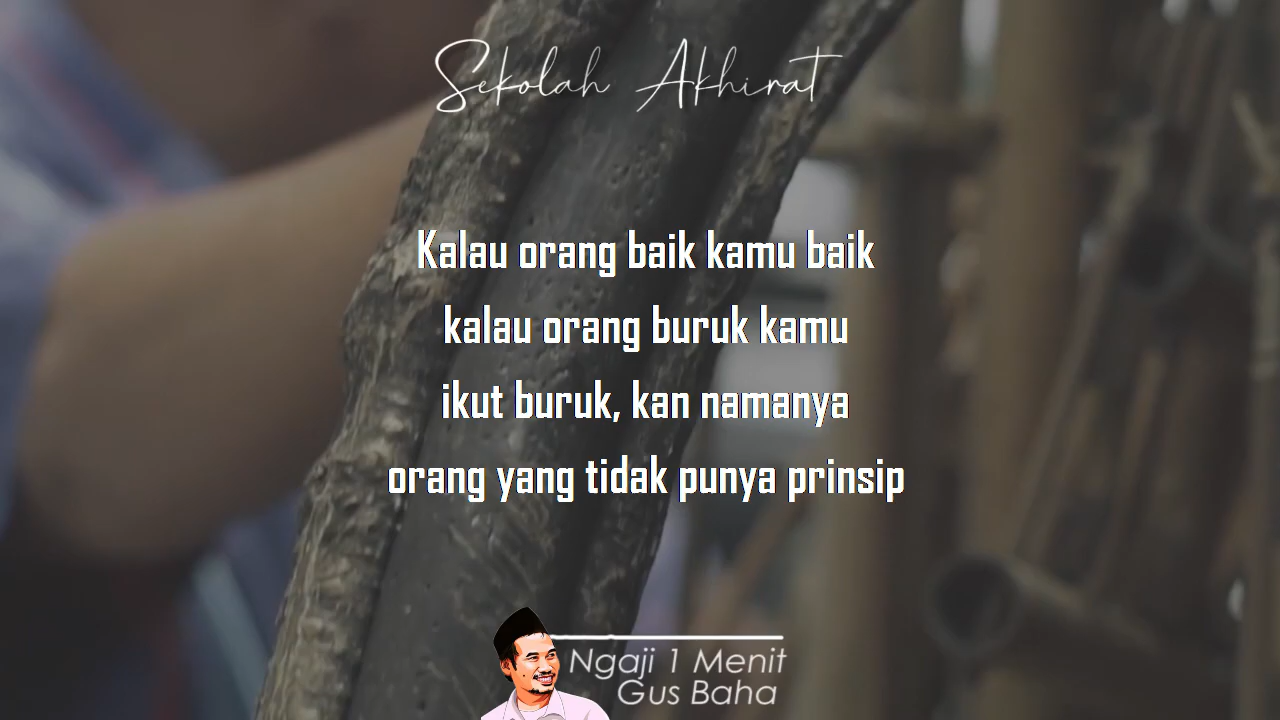 Sekolah Akhirat
Kalau orang baik kamu baik
kalau orang buruk kamu
ikut buruk, kan namanya
orang yang tidak punya prinsip
Ngaji 1 Menit
Gus Baha